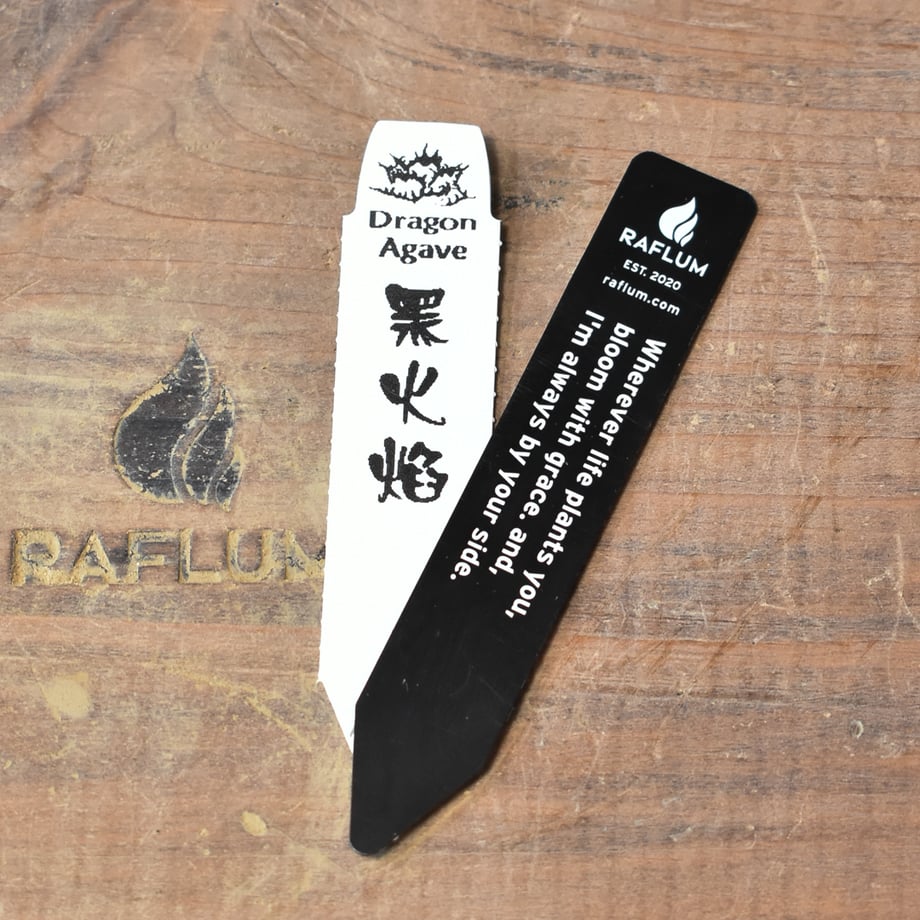 Dragon
Agave
黑火焰
RAFLUM
EST. 2020
raflum.com
Wherever life plants you,
bloom with grace. and,
I'm always by your side.
RAFLUM